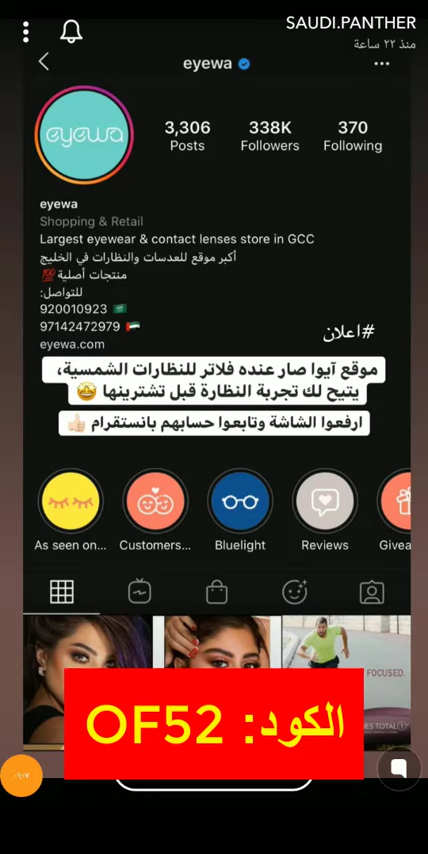 SAUDI.PANTHER
منذ ٢٢ ساعة
eyewa
eyewa
3,306 338K 370
Posts Followers Following
eyewa
Shopping & Retail
Largest eyewear & contact lenses store in GCC
أكبر موقع للعدسات والنظارات في الخليج
منتجات أصلية 💯
للتواصل:
920010923 🇸🇦
97142472979 🇦🇪
eyewa.com
#اعلان
موقع آيوا صار عنده فلاتر للنظارات الشمسية،
يتيح لك تجربة النظارة قبل تشترينها 🤩
ارفعوا الشاشة وتابعوا حسابهم بانستقرام 👍🏻
As seen on... Customers... Bluelight Reviews Givea
FOCUSED.
الكود: OF52